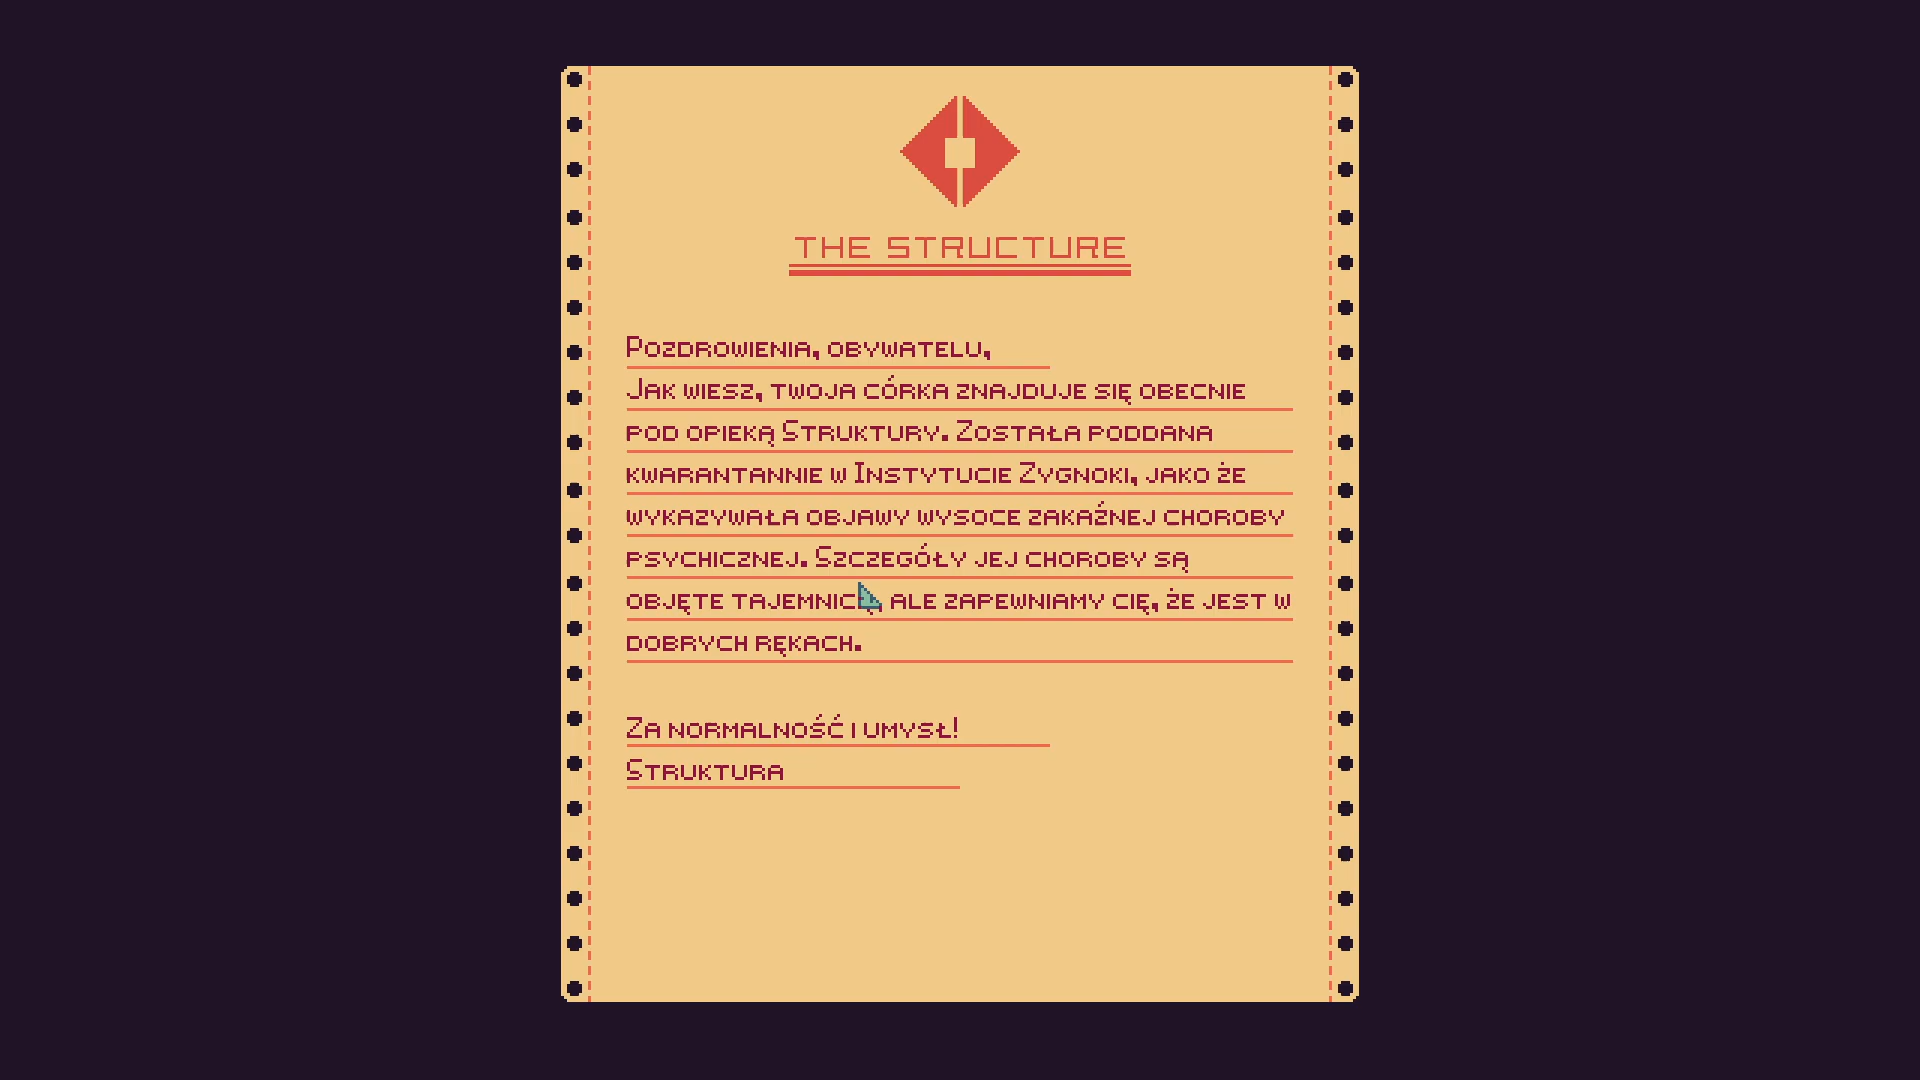 THE STRUCTURE
Pozdrowienia, obywatelu,
Jak wiesz, twoja córka znajduje się obecnie
pod opieką Struktury. Została poddana
kwarantannie w Instytucie Zygnoki, jako że
wykazywała objawy wysoce zakaźnej choroby
psychicznej. Szczegóły jej choroby są
objęte tajemnicą, ale zapewniamy cię, że jest w
dobrych rękach.
Za normalność i umysł!
Struktura